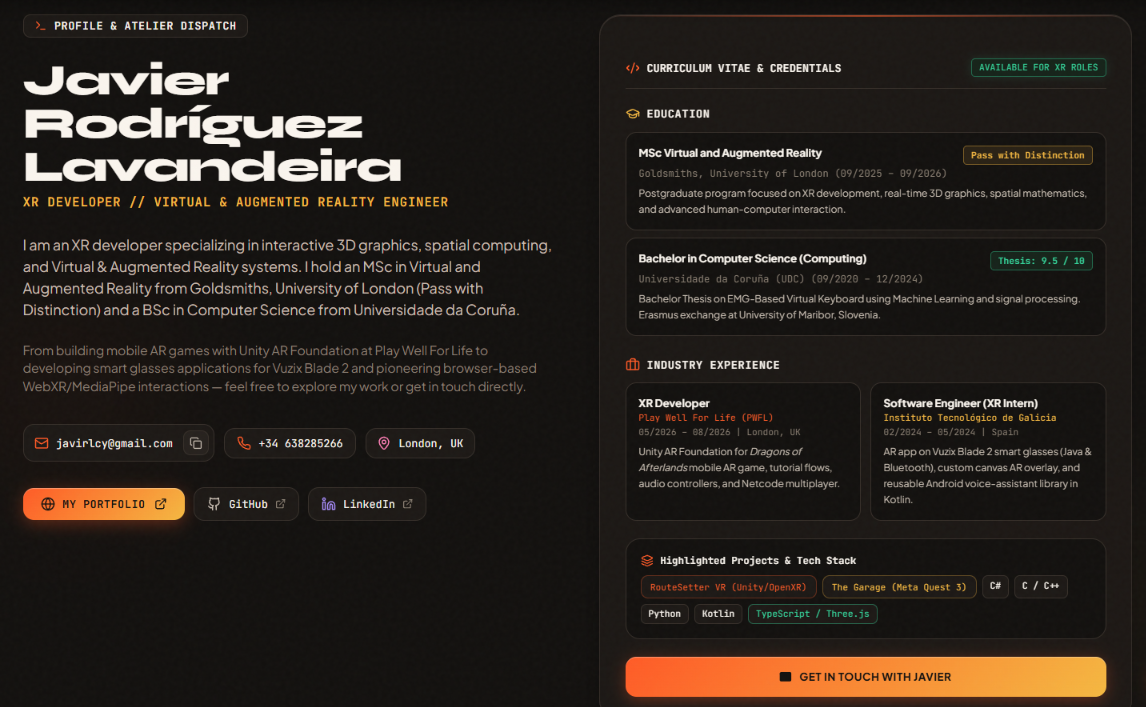 PROFILE & ATELIER DISPATCH
Javier
Rodríguez
Lavandeira
XR DEVELOPER // VIRTUAL & AUGMENTED REALITY ENGINEER
I am an XR developer specializing in interactive 3D graphics, spatial computing,
and Virtual & Augmented Reality systems. I hold an MSc in Virtual and
Augmented Reality from Goldsmiths, University of London (Pass with
Distinction) and a BSc in Computer Science from Universidade da Coruña.
From building mobile AR games with Unity AR Foundation at Play Well For Life to
developing smart glasses applications for Vuzix Blade 2 and pioneering browser-based
WebXR/MediaPipe interactions — feel free to explore my work or get in touch directly.
javirlcy@gmail.com
+34 638285266
London, UK
MY PORTFOLIO
GitHub
LinkedIn
CURRICULUM VITAE & CREDENTIALS
AVAILABLE FOR XR ROLES
EDUCATION
MSc Virtual and Augmented Reality
Pass with Distinction
Goldsmiths, University of London (09/2025 – 09/2026)
Postgraduate program focused on XR development, real-time 3D graphics, spatial mathematics,
and advanced human-computer interaction.
Bachelor in Computer Science (Computing)
Thesis: 9.5 / 10
Universidade da Coruña (UDC) (09/2020 – 12/2024)
Bachelor Thesis on EMG-Based Virtual Keyboard using Machine Learning and signal processing.
Erasmus exchange at University of Maribor, Slovenia.
INDUSTRY EXPERIENCE
XR Developer
Play Well For Life (PWFL)
05/2026 – 08/2026 | London, UK
Unity AR Foundation for Dragons of
Afterlands mobile AR game, tutorial flows,
audio controllers, and Netcode multiplayer.
Software Engineer (XR Intern)
Instituto Tecnológico de Galicia
02/2024 – 05/2024 | Spain
AR app on Vuzix Blade 2 smart glasses (Java &
Bluetooth), custom canvas AR overlay, and
reusable Android voice-assistant library in
Kotlin.
Highlighted Projects & Tech Stack
RouteSetter VR (Unity/OpenXR)
The Garage (Meta Quest 3)
C#
C / C++
Python
Kotlin
TypeScript / Three.js
GET IN TOUCH WITH JAVIER